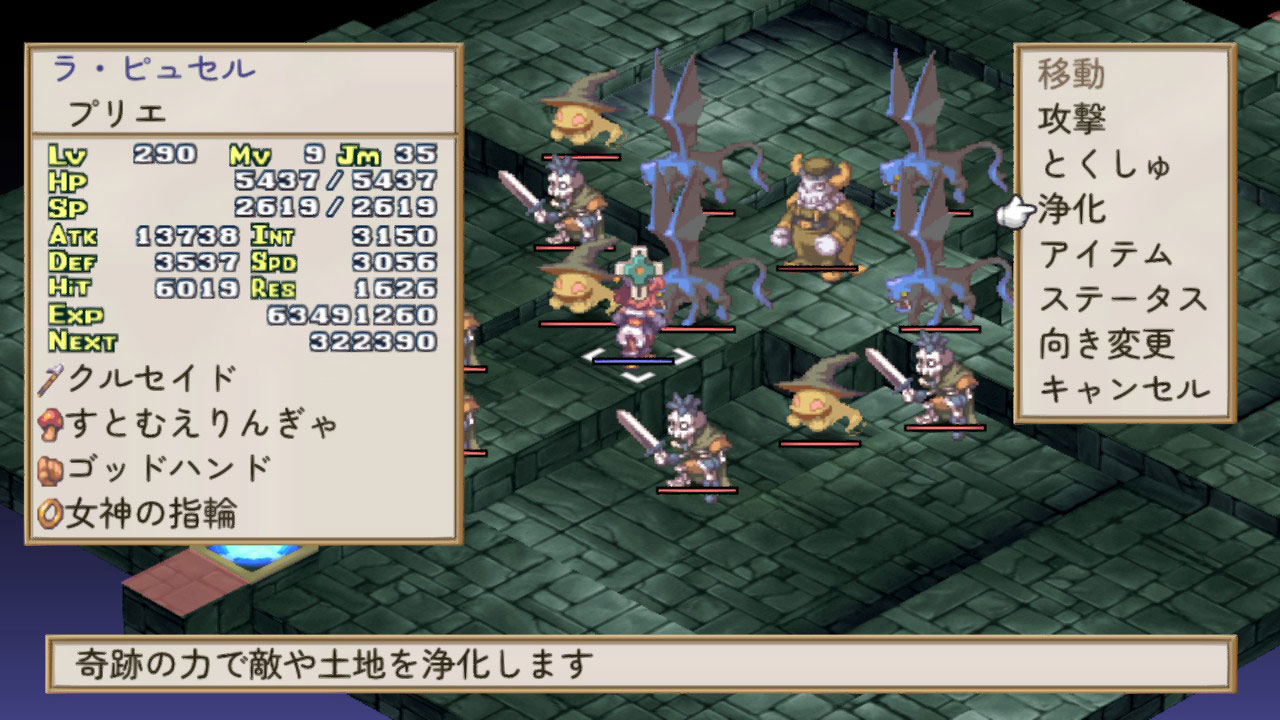 ラ・ピュセル
プリエ
Lv 290 Mv 9 Jm 35
HP 5437/5437
SP 2619/2619
ATK 13738 INT 3150
DEF 3537 SPD 3056
HIT 6019 RES 1626
EXP 63491260
NEXT 322390
クルセイド
すとむえりんぎゃ
ゴッドハンド
女神の指輪
移動
攻撃
とくしゅ
浄化
アイテム
ステータス
向き変更
キャンセル
奇跡の力で敵や土地を浄化します